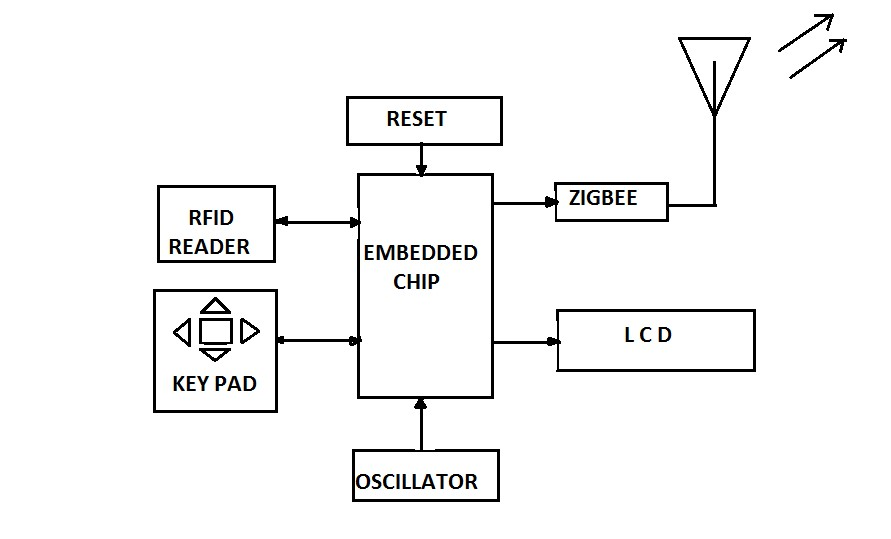 RESET
RFID
READER
EMBEDDED
CHIP
ZIGBEE
L C D
KEY PAD
OSCILLATOR